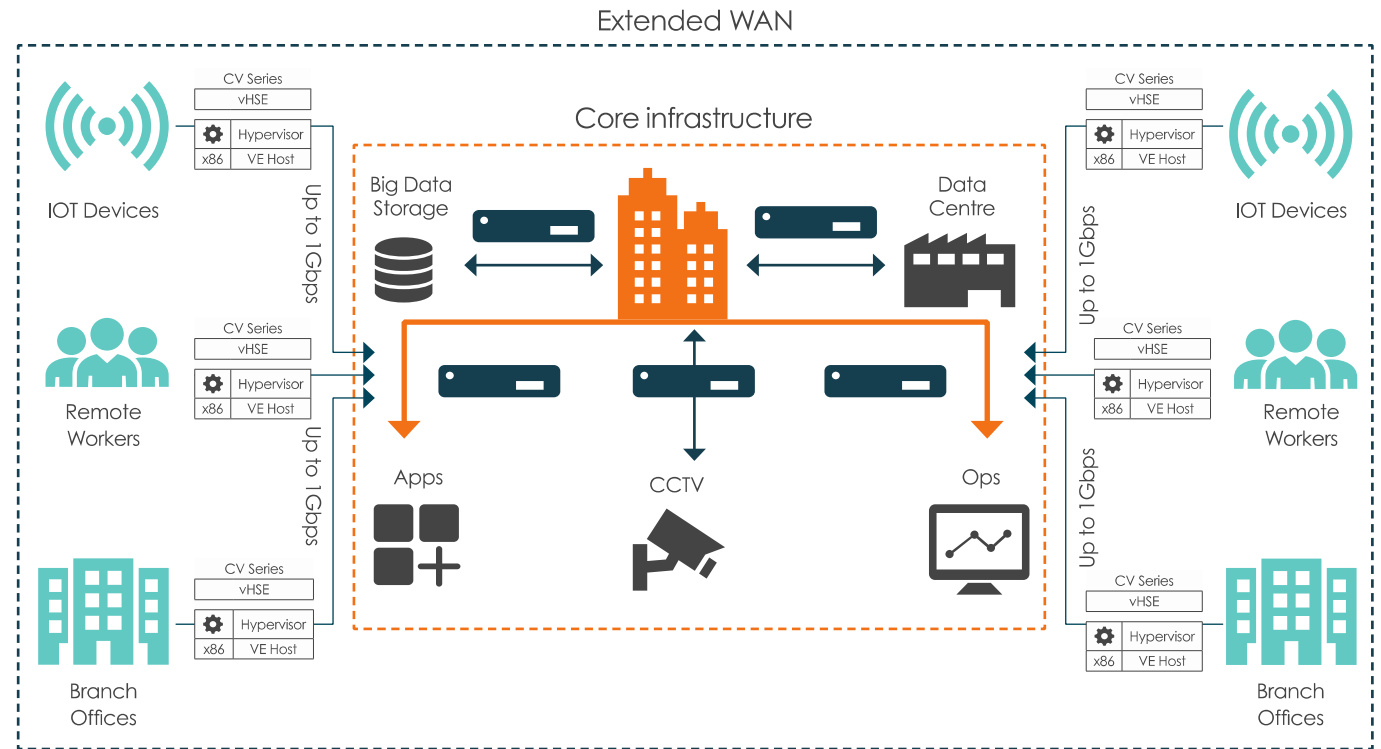 Extended WAN
CV Series
vHSE
Hypervisor
x86
VE Host
IOT Devices
Up to 1Gbps
CV Series
vHSE
Hypervisor
x86
VE Host
Remote
Workers
Up to 1Gbps
CV Series
vHSE
Hypervisor
x86
VE Host
Branch
Offices
Core infrastructure
Big Data
Storage
Data
Centre
Apps
CCTV
Ops
CV Series
vHSE
Hypervisor
x86
VE Host
IOT Devices
Up to 1Gbps
CV Series
vHSE
Hypervisor
x86
VE Host
Remote
Workers
Up to 1Gbps
CV Series
vHSE
Hypervisor
x86
VE Host
Branch
Offices